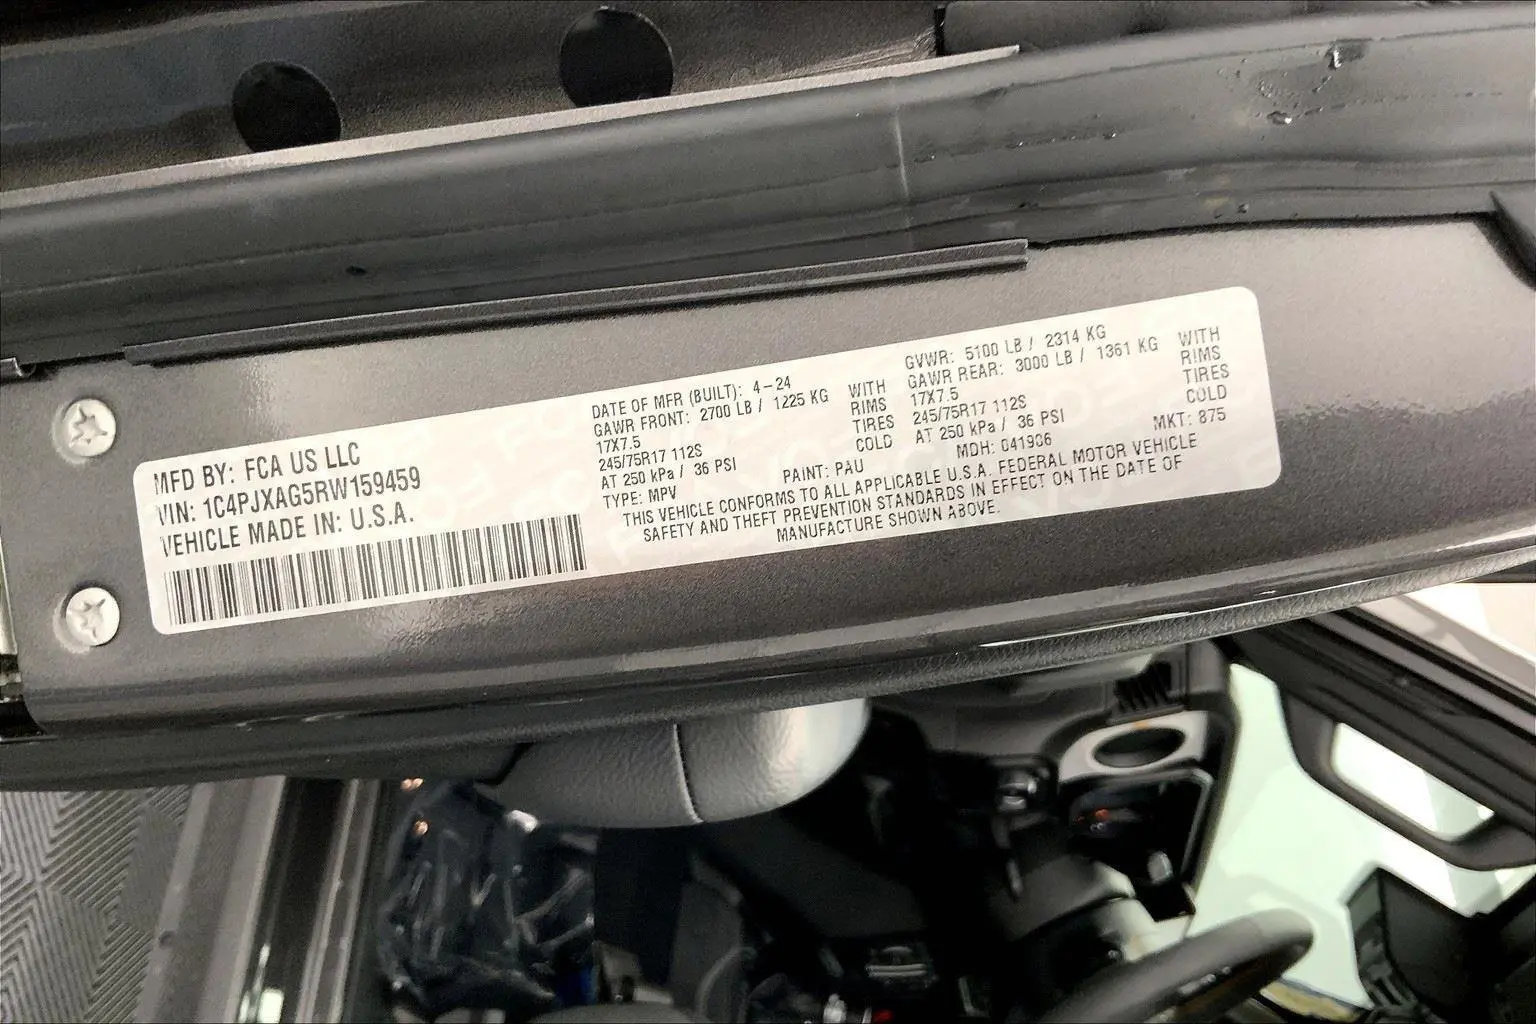 MFD BY: FCA US LLC
VIN: 1C4PJXAG5RW159459
VEHICLE MADE IN: U.S.A.
DATE OF MFR (BUILT): 4-24
GAWR FRONT: 2700 LB / 1225 KG WITH
17X7.5 RIMS
245/75R17 112S TIRES
AT 250 kPa / 36 PSI COLD
TYPE: MPV PAINT: PAU
GVWR: 5100 LB / 2314 KG
GAWR REAR: 3000 LB / 1361 KG WITH
17X7.5 RIMS
245/75R17 112S TIRES
AT 250 kPa / 36 PSI COLD
MDH: 041906 MKT: 875
THIS VEHICLE CONFORMS TO ALL APPLICABLE U.S.A. FEDERAL MOTOR VEHICLE
SAFETY AND THEFT PREVENTION STANDARDS IN EFFECT ON THE DATE OF
MANUFACTURE SHOWN ABOVE.